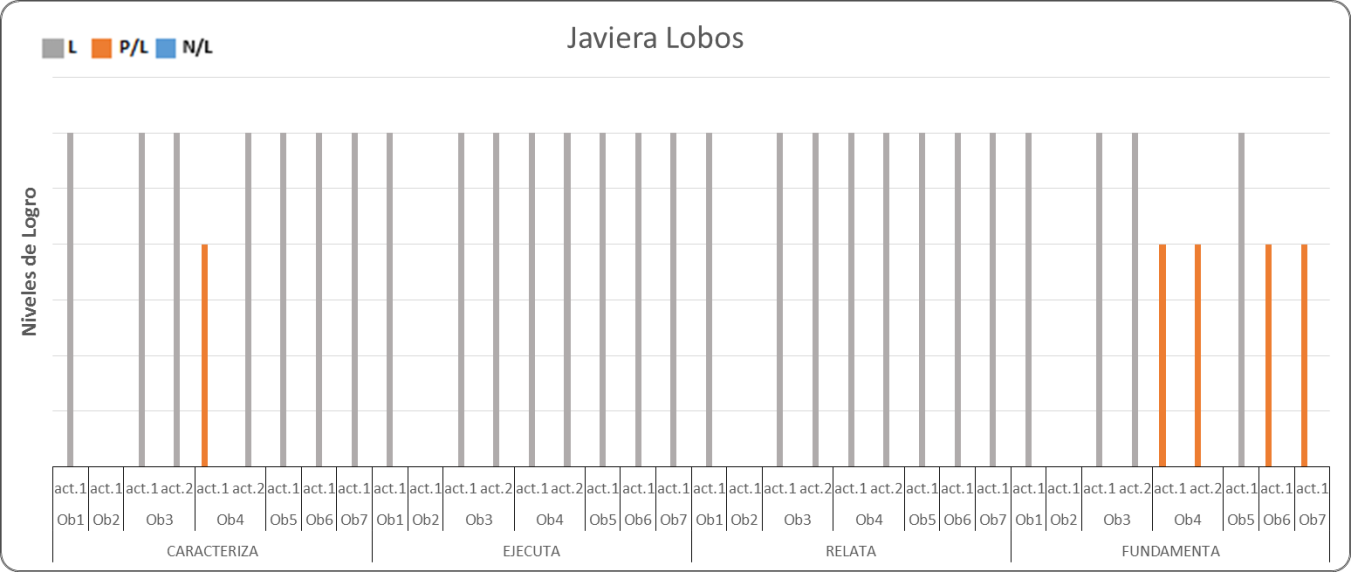 Javiera Lobos
L P/L N/L
Niveles de Logro
act.1 act.1 act.1 act.2 act.1 act.2 act.1 act.1 act.1 act.1 act.1 act.1 act.2 act.1 act.2 act.1 act.1 act.1 act.1 act.1 act.1 act.2 act.1 act.2 act.1 act.1 act.1 act.1 act.1 act.1 act.2 act.1 act.2 act.1 act.1 act.1
Ob1 Ob2 Ob3 Ob4 Ob5 Ob6 Ob7 Ob1 Ob2 Ob3 Ob4 Ob5 Ob6 Ob7 Ob1 Ob2 Ob3 Ob4 Ob5 Ob6 Ob7 Ob1 Ob2 Ob3 Ob4 Ob5 Ob6 Ob7
CARACTERIZA EJECUTA RELATA FUNDAMENTA